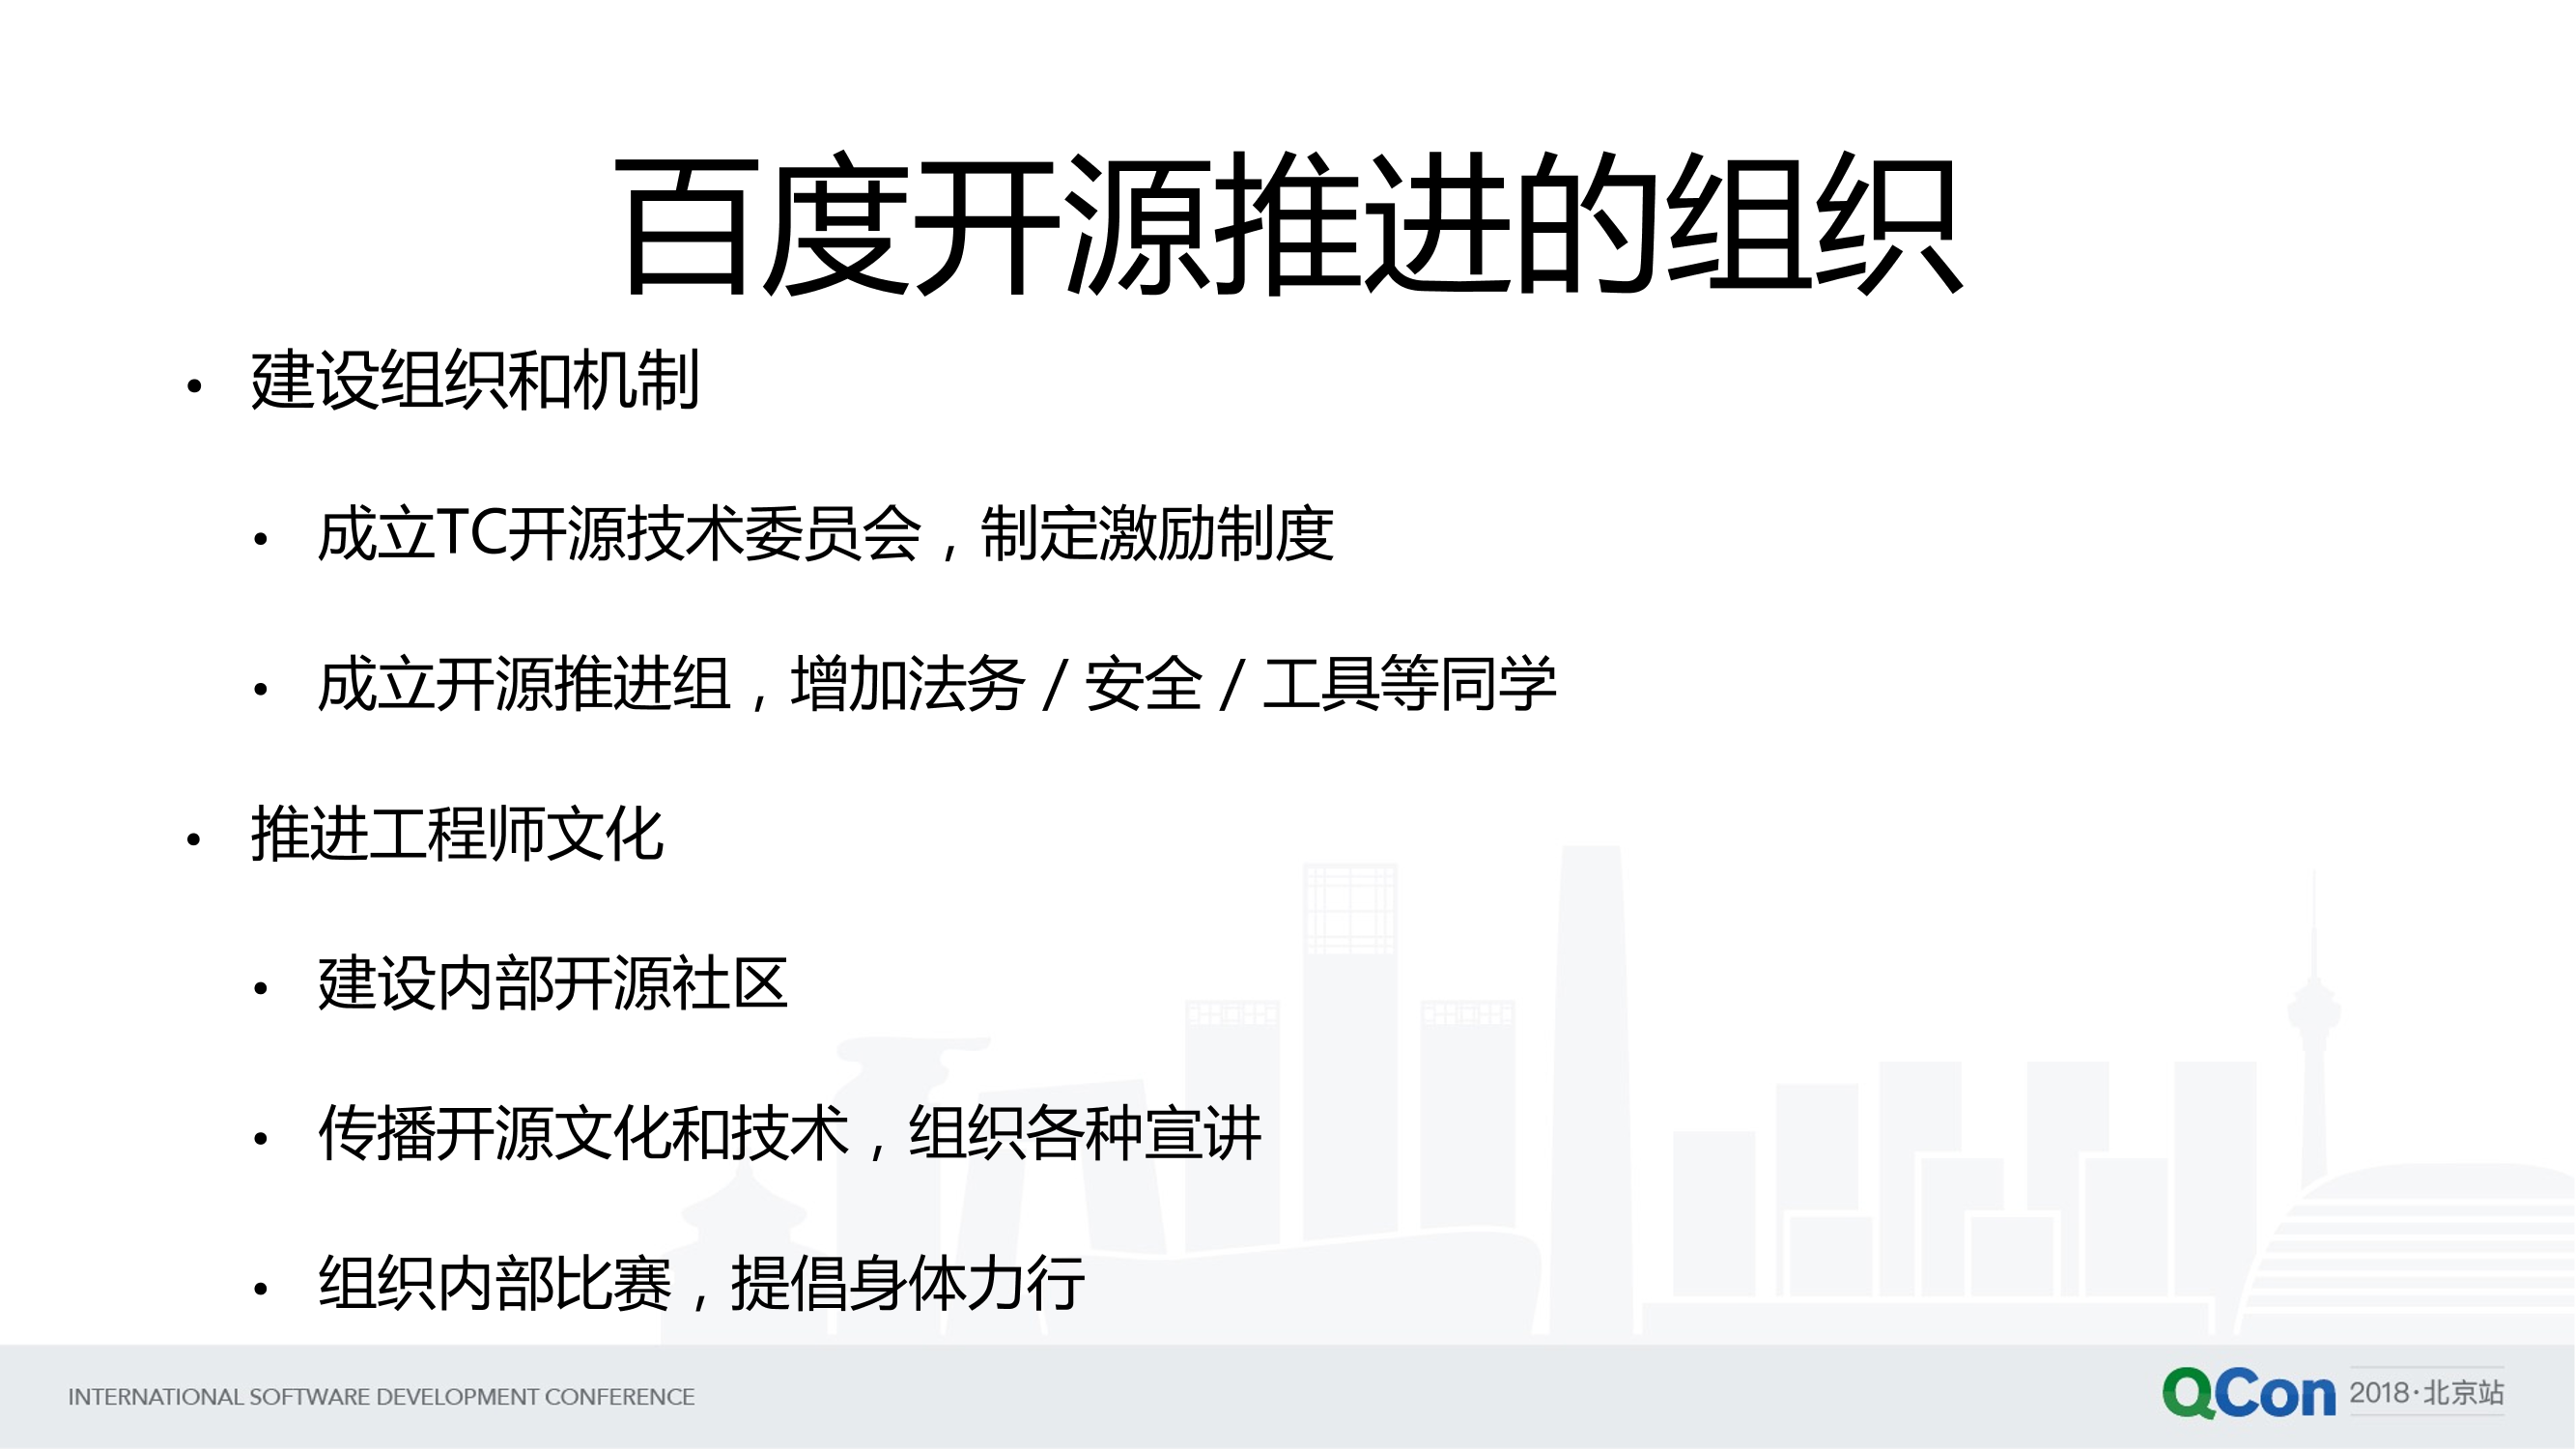 百度开源推进的组织
• 建设组织和机制
• 成立TC开源技术委员会，制定激励制度
• 成立开源推进组，增加法务 / 安全 / 工具等同学
• 推进工程师文化
• 建设内部开源社区
• 传播开源文化和技术，组织各种宣讲
• 组织内部比赛，提倡身体力行
INTERNATIONAL SOFTWARE DEVELOPMENT CONFERENCE
QCon 2018·北京站